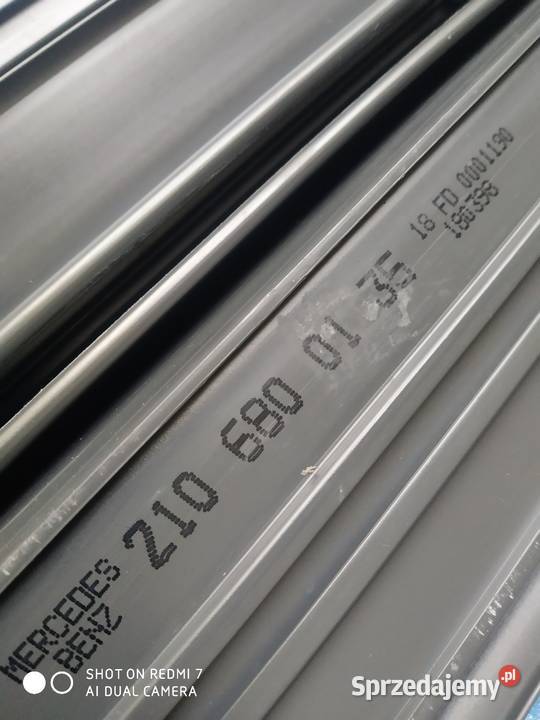 MERCEDES
BENZ
210 680 01 35
18 FD 0001190
180398
SHOT ON REDMI 7
AI DUAL CAMERA
Sprzedajemy.pl